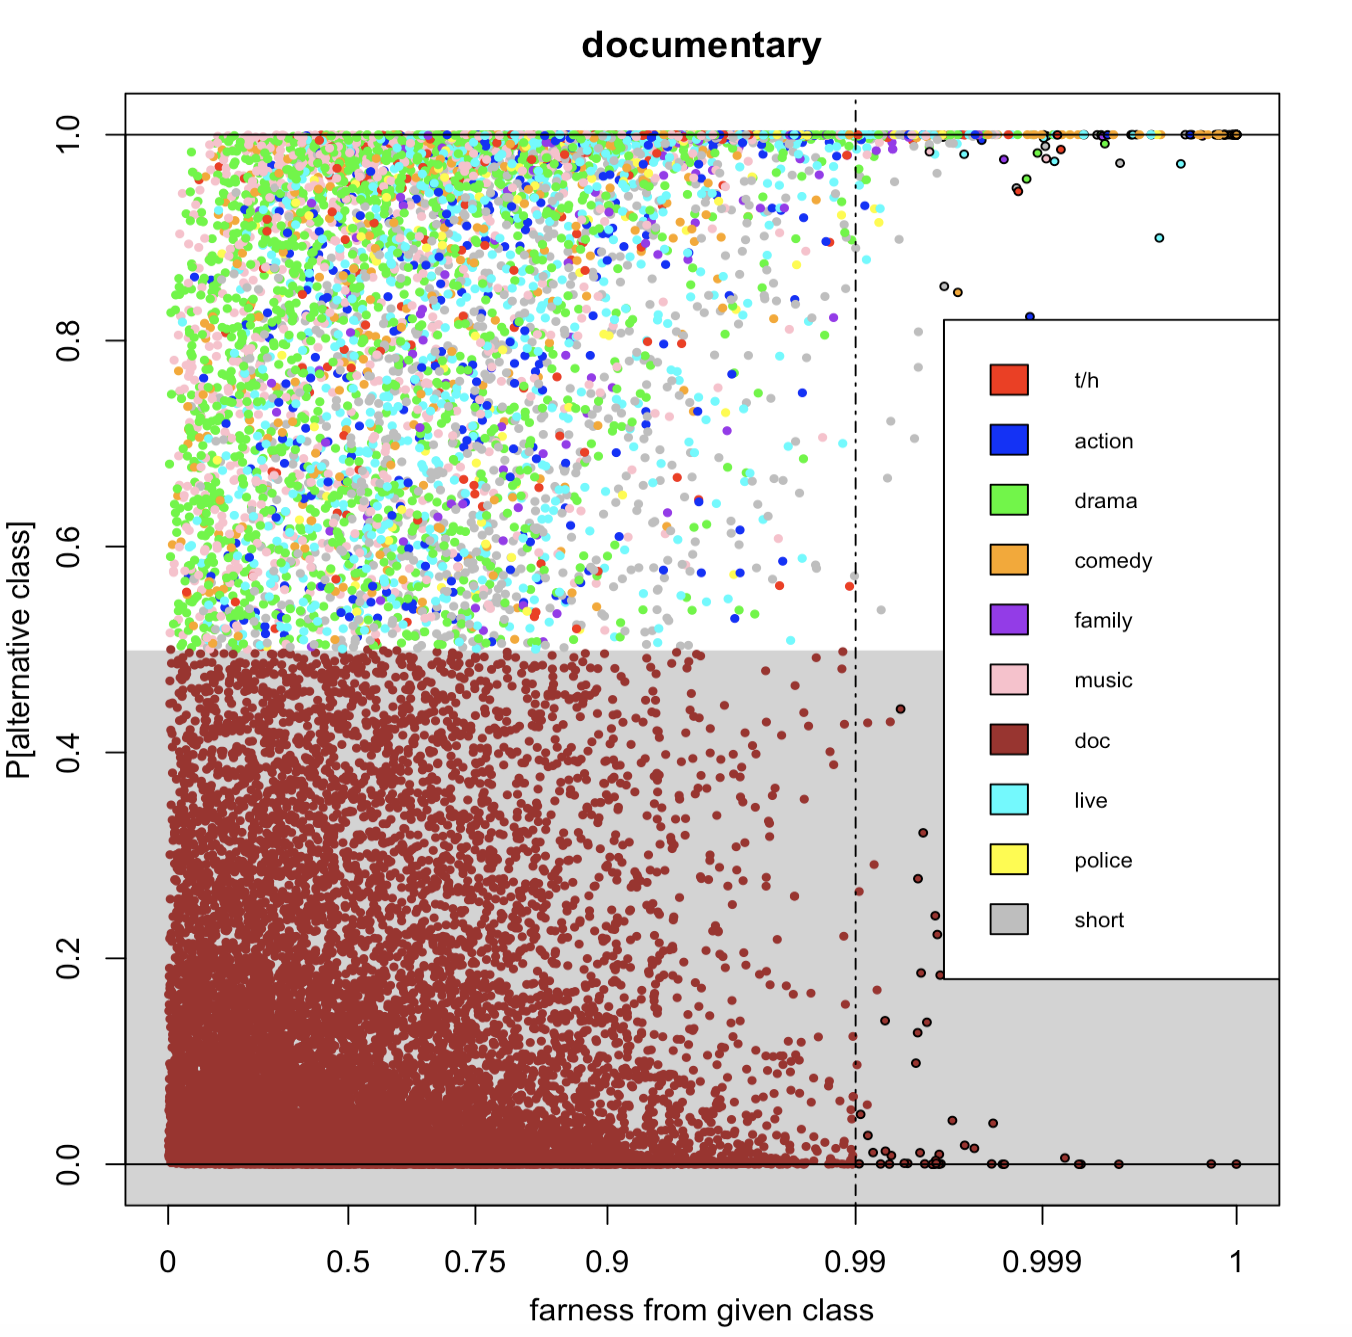 documentary
P[alternative class]
1.0
0.8
0.6
0.4
0.2
0.0
t/h
action
drama
comedy
family
music
doc
live
police
short
0 0.5 0.75 0.9 0.99 0.999 1
farness from given class